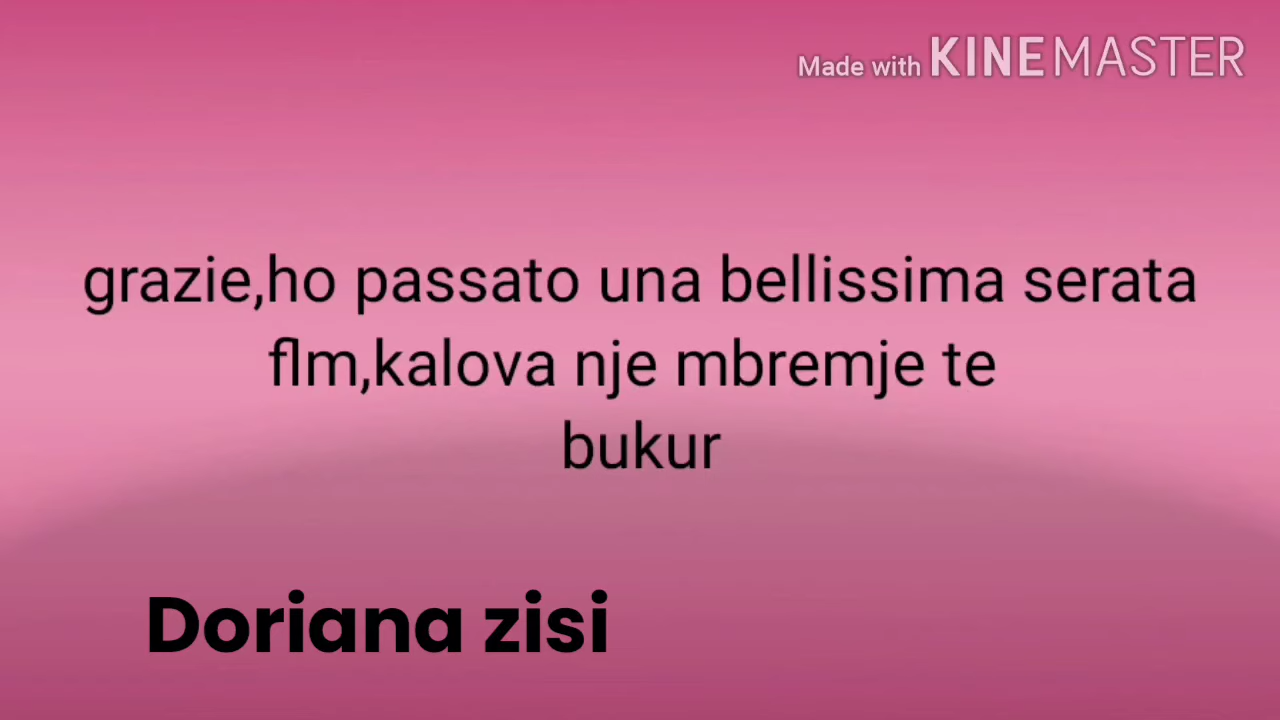 Made with KINEMASTER
grazie,ho passato una bellissima serata
flm,kalova nje mbremje te
bukur
Doriana zisi